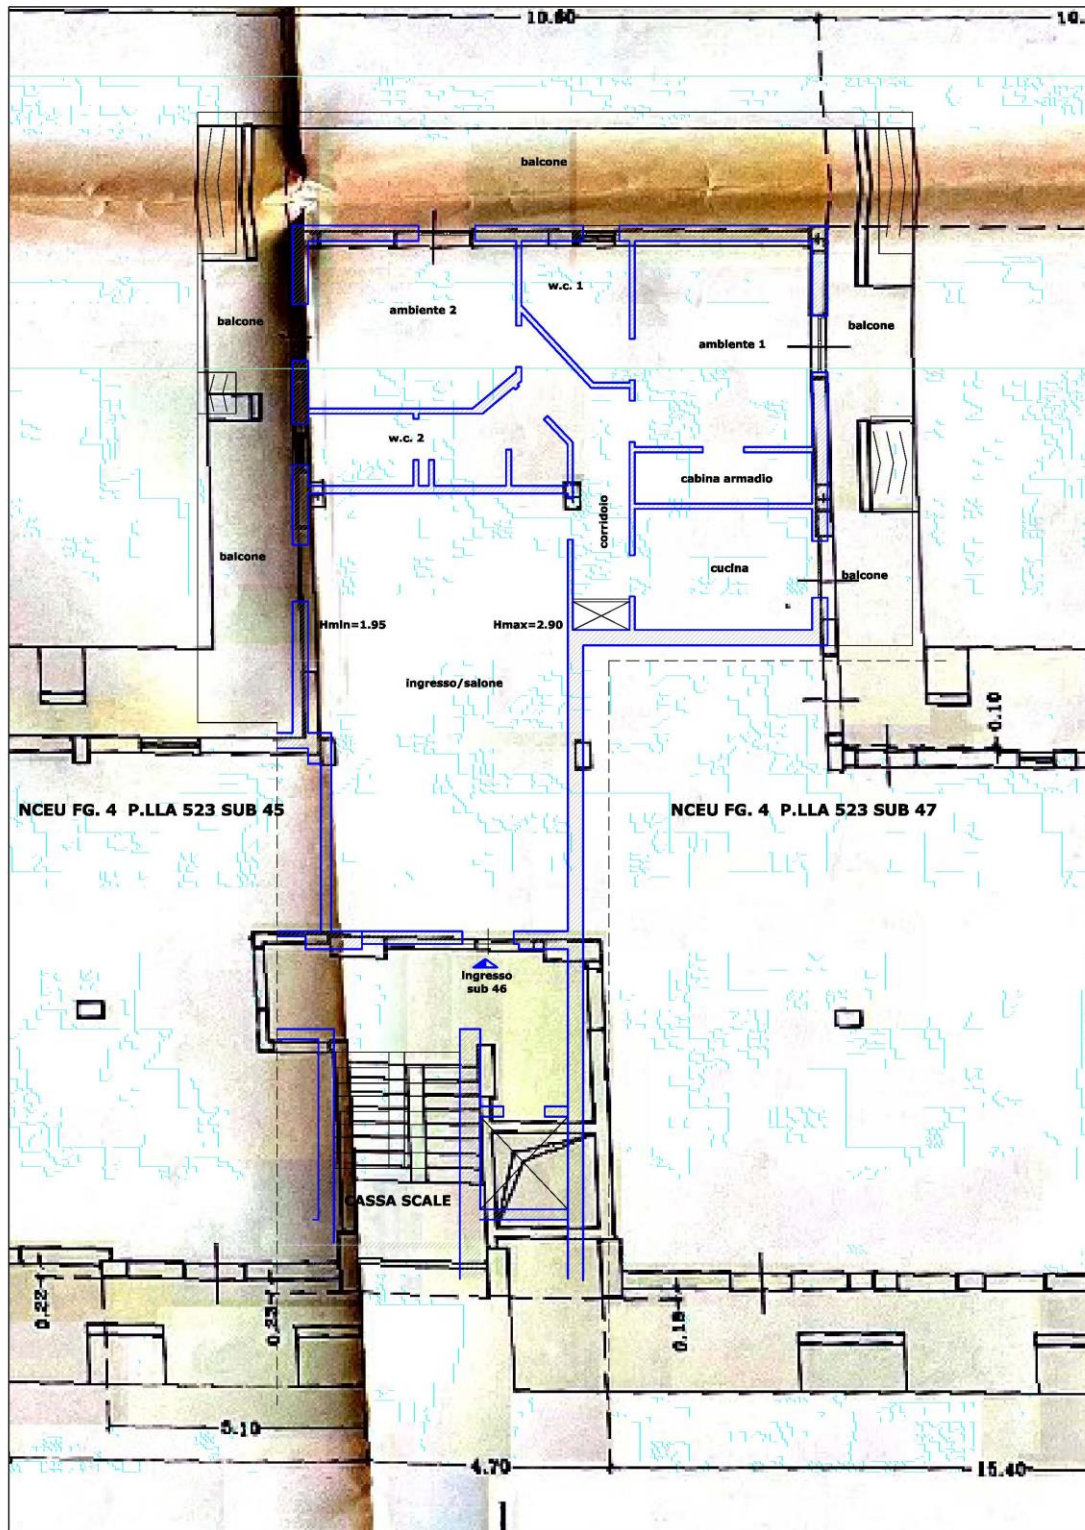 10.60
balcone
w.c. 1
ambiente 2
balcone
balcone
ambiente 1
w.c. 2
cabina armadio
corridoio
balcone
cucina
balcone
Hmin=1.95
Hmax=2.90
ingresso/salone
0.10
NCEU FG. 4 P.LLA 523 SUB 45
NCEU FG. 4 P.LLA 523 SUB 47
ingresso
sub 46
CASSA SCALE
0.22
0.18
5.10
4.70
15.40